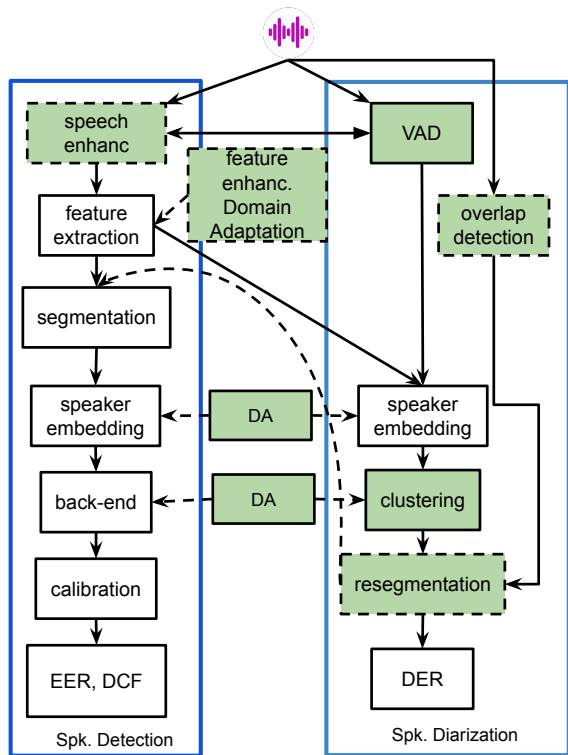 speech
enhanc
VAD
feature
enhanc.
Domain
Adaptation
feature
extraction
overlap
detection
segmentation
speaker
embedding
DA
speaker
embedding
back-end
DA
clustering
calibration
resegmentation
EER, DCF
DER
Spk. Detection
Spk. Diarization